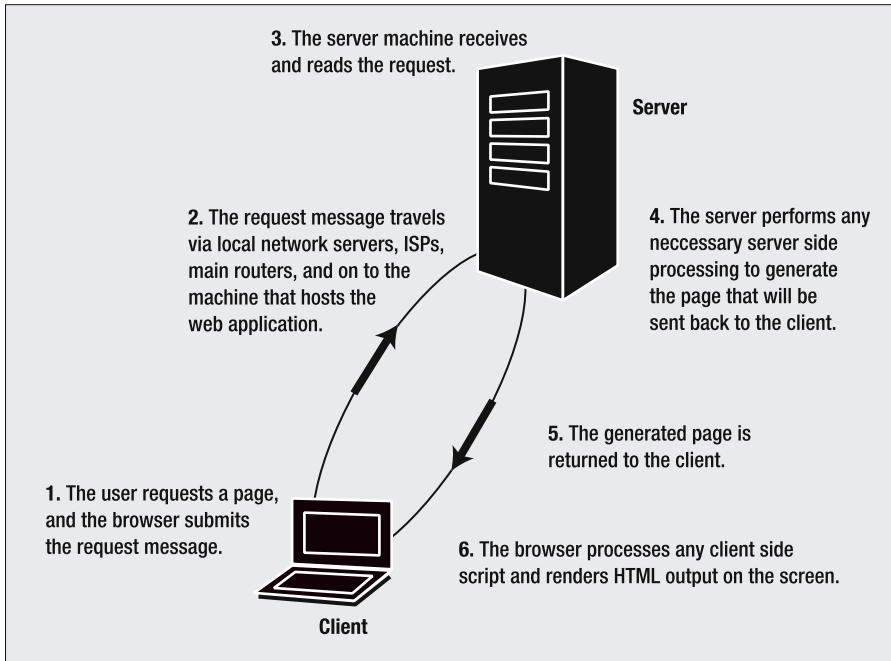 3. The server machine receives
and reads the request.
Server
2. The request message travels
via local network servers, ISPs,
main routers, and on to the
machine that hosts the
web application.
4. The server performs any
neccessary server side
processing to generate
the page that will be
sent back to the client.
5. The generated page is
returned to the client.
1. The user requests a page,
and the browser submits
the request message.
6. The browser processes any client side
script and renders HTML output on the screen.
Client